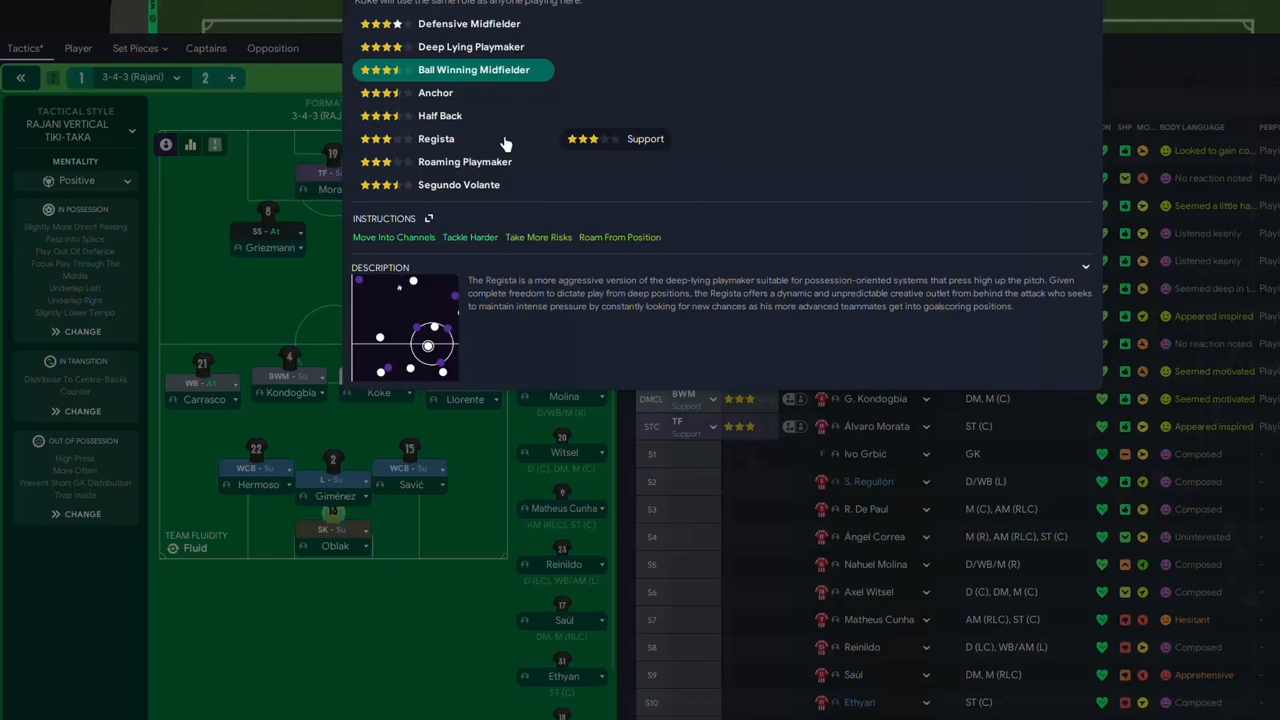 Koke will use the same role as anyone playing here.
Defensive Midfielder
Deep Lying Playmaker
Ball Winning Midfielder
Anchor
Half Back
Regista
Support
Roaming Playmaker
Segundo Volante
INSTRUCTIONS
Move Into Channels Tackle Harder Take More Risks Roam From Position
DESCRIPTION
The Regista is a more aggressive version of the deep-lying playmaker suitable for possession-oriented systems that press high up the pitch. Given
complete freedom to dictate play from deep positions, the Regista offers a dynamic and unpredictable creative outlet from behind the attack who seeks
to maintain intense pressure by constantly looking for new chances as his more advanced teammates get into goalscoring positions.
Tactics* Player Set Pieces Captains Opposition
« 1 3-4-3 (Rajani) 2 +
TACTICAL STYLE
RAJANI VERTICAL
TIKI-TAKA
MENTALITY
Positive
IN POSSESSION
Slightly More Direct Passing
Pass Into Space
Play Out Of Defence
Focus Play Through The
Middle
Underlap Left
Underlap Right
Slightly Lower Tempo
>> CHANGE
IN TRANSITION
Distribute To Centre-Backs
Counter
>> CHANGE
OUT OF POSSESSION
High Press
More Often
Prevent Short GK Distribution
Trap Inside
>> CHANGE
3-4-3 (RAJ
19
TF - 
Mora
8
SS - At
Griezmann
21
WB - At
Carrasco
4
BWM - Su
Kondogbia
Koke
Llorente
22
WCB - Su
Hermoso
2
L - Su
Giménez
15
WCB - Su
Savić
13
SK - Su
Oblak
TEAM FLUIDITY
Fluid
Molina
D/WB/M (R)
20
Witsel
D (C), DM, M (C)
9
Matheus Cunha
AM (RLC), ST (C)
23
Reinildo
D (LC), WB/AM (L)
17
Saúl
DM, M (RLC)
31
Ethyan
ST (C)
18
ON SHP MO... BODY LANGUAGE
Looked to gain co...
No reaction noted
Seemed a little ha...
Listened keenly
Listened keenly
Seemed deep in t...
Appeared inspired
No reaction noted
Seemed motivated
DMCL BWM Support G. Kondogbia DM, M (C) Seemed motivated
STC TF Support Álvaro Morata ST (C) Appeared inspired
S1 Ivo Grbić GK Composed
S2 S. Reguilón D/WB (L) Composed
S3 R. De Paul M (C), AM (RLC) Composed
S4 Ángel Correa M (R), AM (RLC), ST (C) Uninterested
S5 Nahuel Molina D/WB/M (R) Composed
S6 Axel Witsel D (C), DM, M (C) Composed
S7 Matheus Cunha AM (RLC), ST (C) Hesitant
S8 Reinildo D (LC), WB/AM (L) Composed
S9 Saúl DM, M (RLC) Apprehensive
S10 Ethyan ST (C) Composed